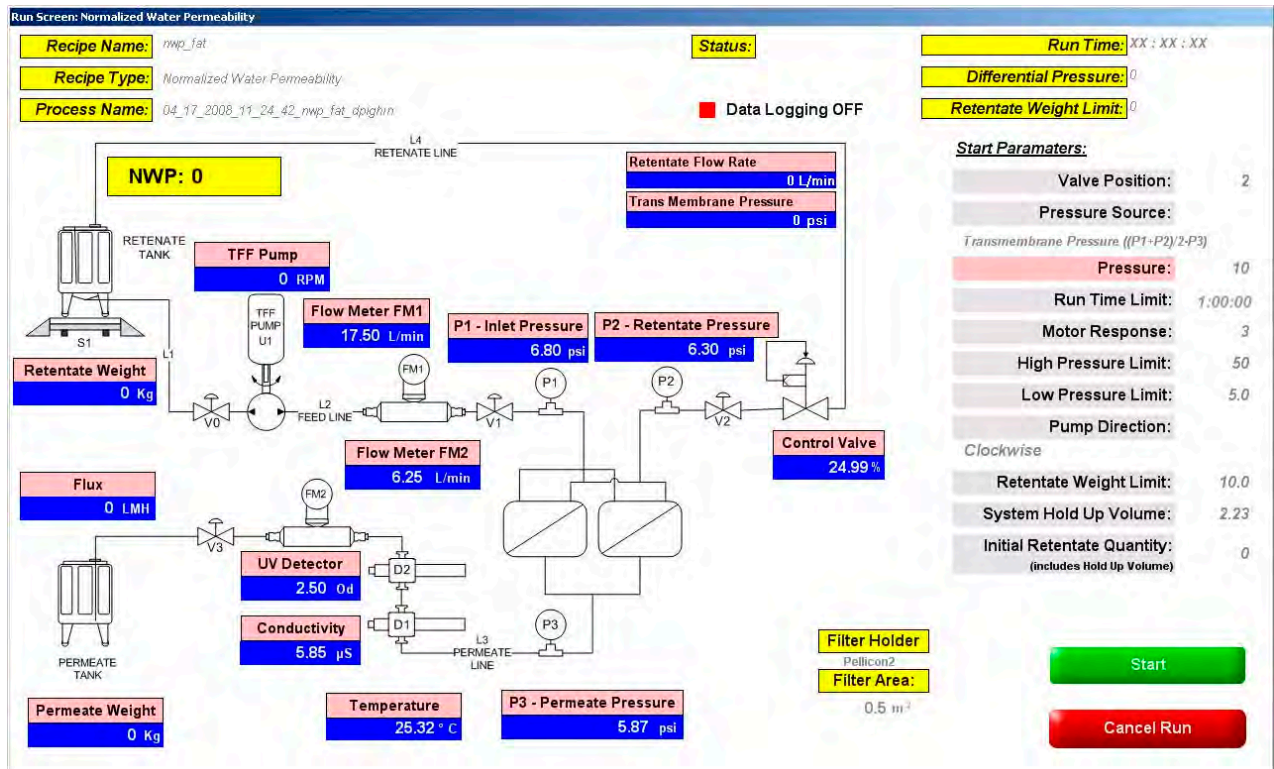 Run Screen: Normalized Water Permeability
Recipe Name: nwp_fat
Status:
Run Time: XX : XX : XX
Recipe Type: Normalized Water Permeability
Differential Pressure: 0
Process Name: 04_17_2008_11_24_42_nwp_fat_dpighin
Data Logging OFF
Retentate Weight Limit: 0
L4
RETENATE LINE
NWP: 0
Retentate Flow Rate
0 L/min
Trans Membrane Pressure
0 psi
RETENATE
TANK
TFF Pump
0 RPM
TFF
PUMP
U1
Flow Meter FM1
17.50 L/min
P1 - Inlet Pressure
6.80 psi
P2 - Retentate Pressure
6.30 psi
S1
L1
Retentate Weight
0 Kg
FM1
P1
P2
V0
L2
FEED LINE
V1
V2
Control Valve
24.99 %
Flow Meter FM2
6.25 L/min
Flux
0 LMH
FM2
V3
UV Detector
2.50 Od
D2
Conductivity
5.85 µS
D1
L3
PERMEATE
LINE
P3
PERMEATE
TANK
Permeate Weight
0 Kg
Temperature
25.32 ° C
P3 - Permeate Pressure
5.87 psi
Start Paramaters:
Valve Position: 2
Pressure Source:
Transmembrane Pressure ((P1+P2)/2-P3)
Pressure: 10
Run Time Limit: 1:00:00
Motor Response: 3
High Pressure Limit: 50
Low Pressure Limit: 5.0
Pump Direction:
Clockwise
Retentate Weight Limit: 10.0
System Hold Up Volume: 2.23
Initial Retentate Quantity: 0
(includes Hold Up Volume)
Filter Holder
Pellicon2
Filter Area:
0.5 m²
Start
Cancel Run